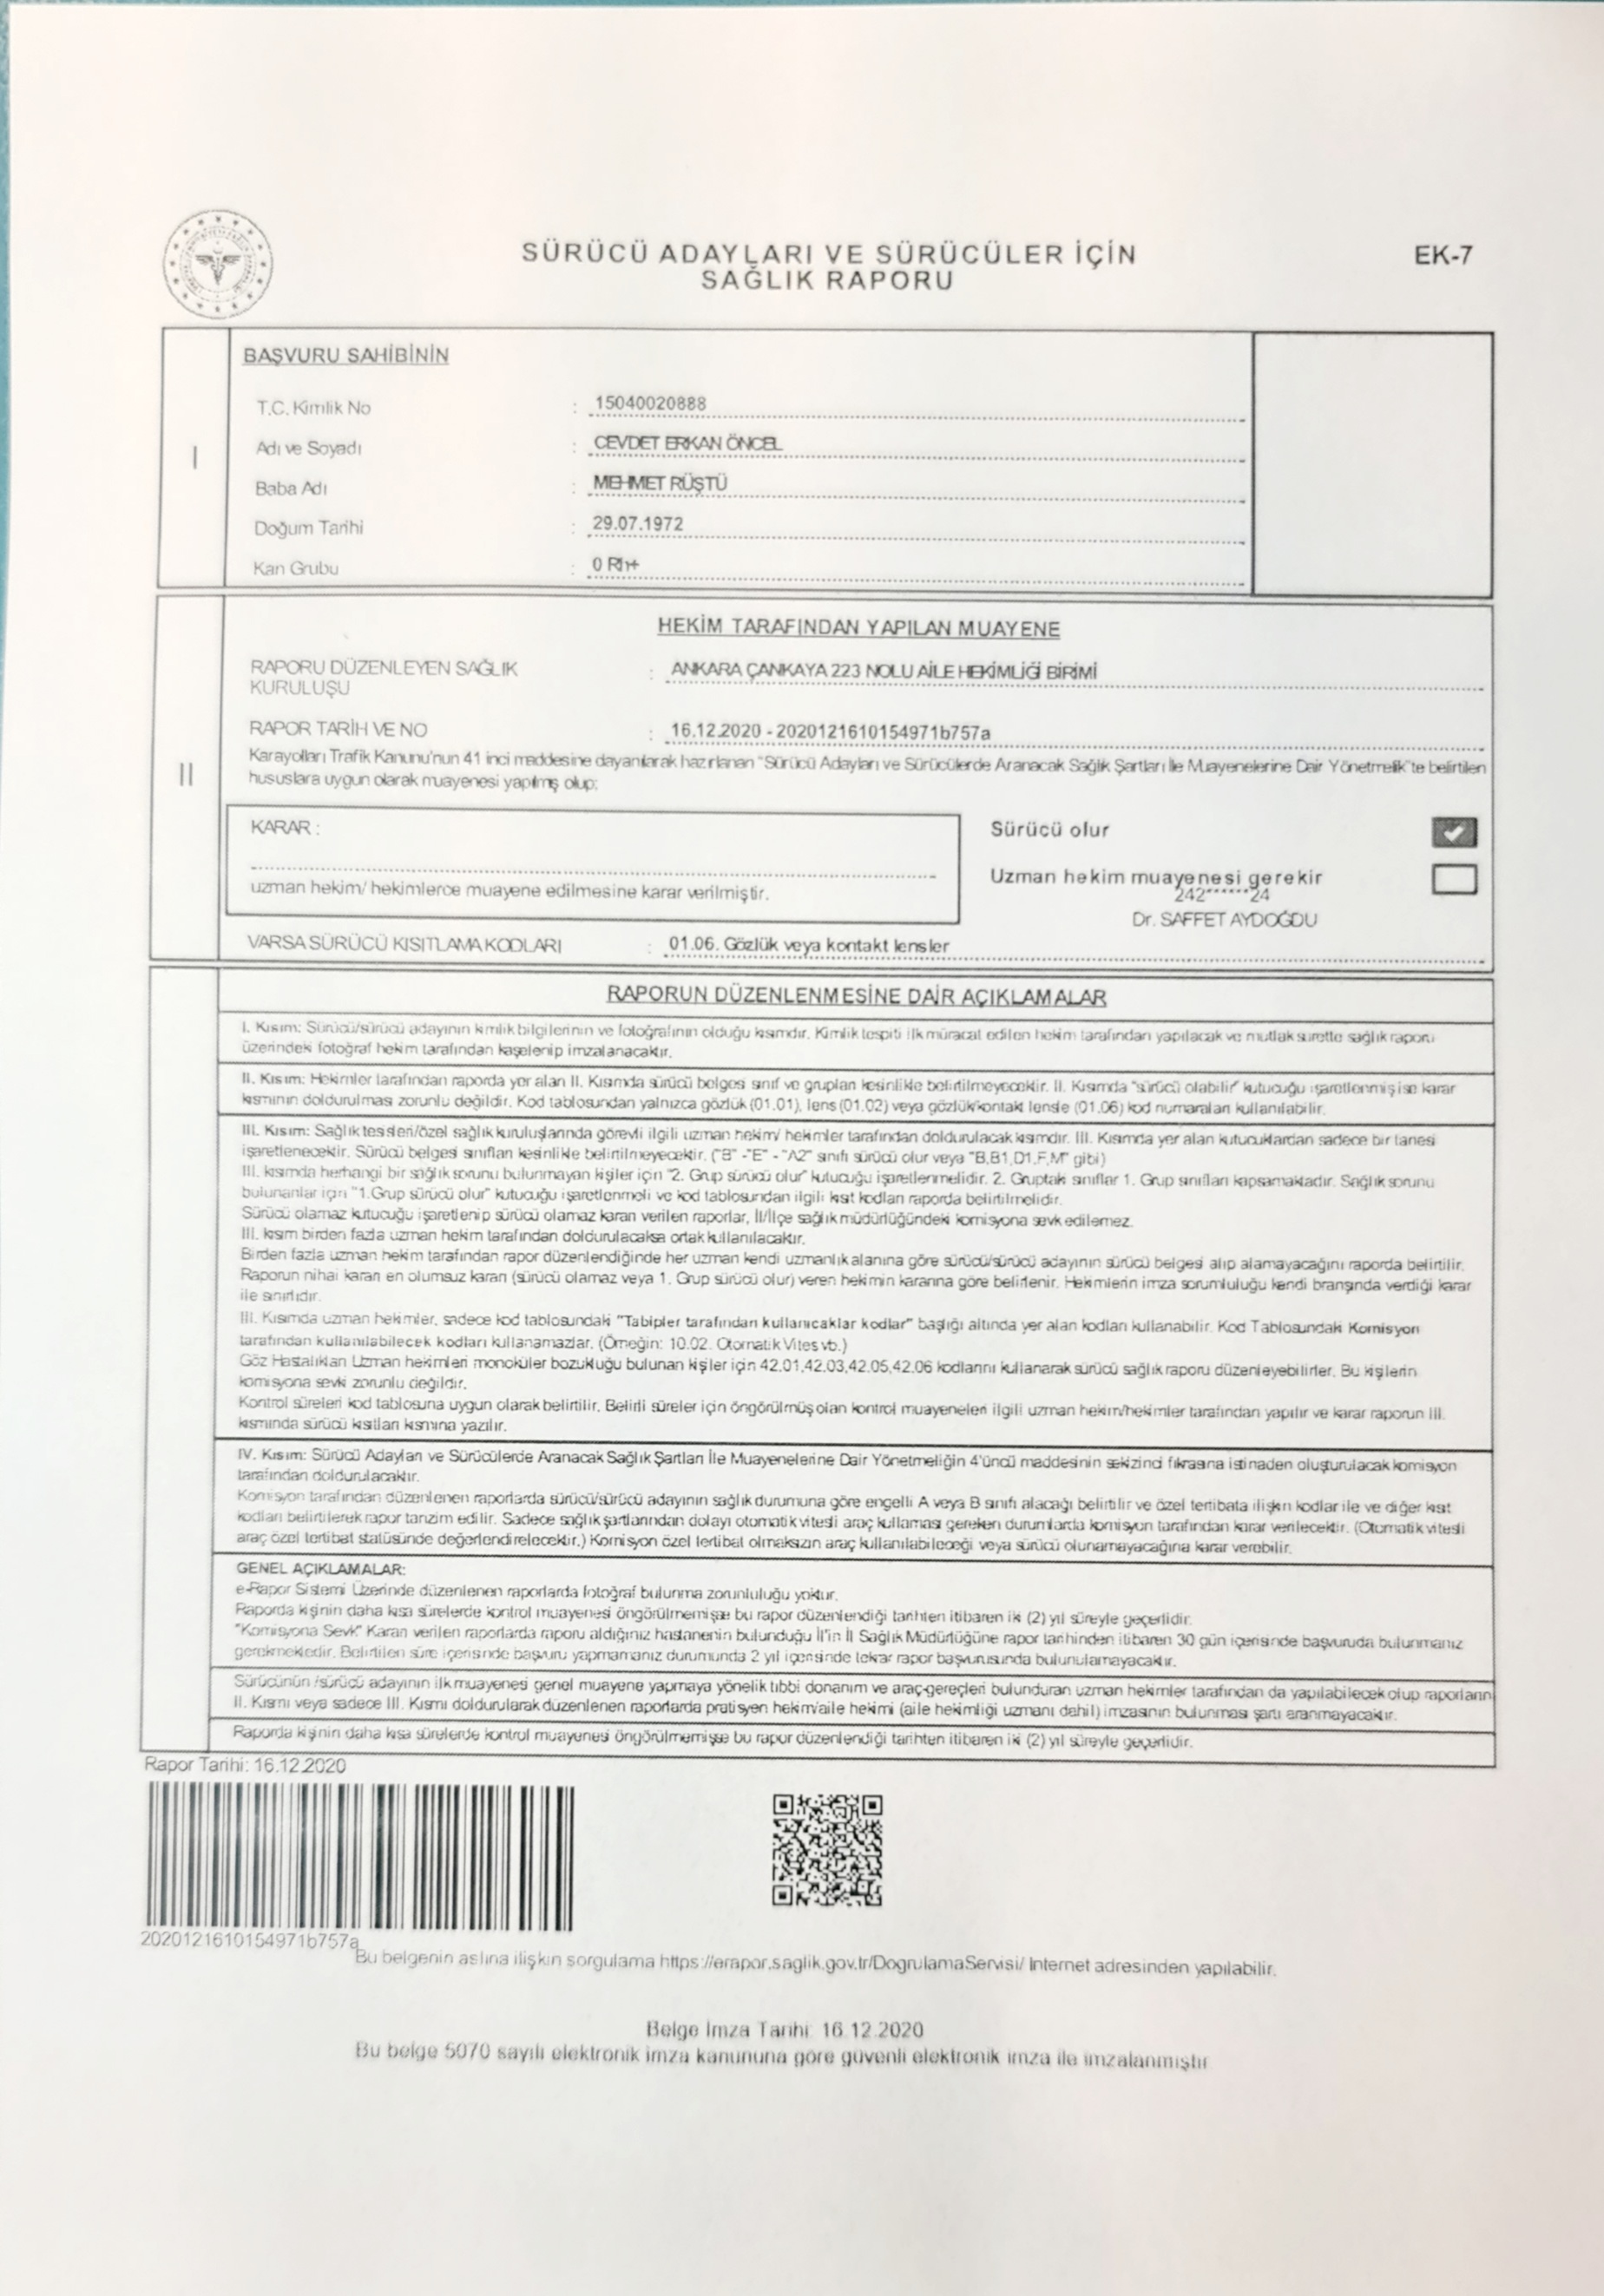 SÜRÜCÜ ADAYLARI VE SÜRÜCÜLER İÇİN
SAĞLIK RAPORU
EK-7
I
BAŞVURU SAHİBİNİN
T.C. Kimlik No : 15040020888
Adı ve Soyadı : CEVDET ERKAN ÖNCEL
Baba Adı : MEHMET RÜŞTÜ
Doğum Tarihi : 29.07.1972
Kan Grubu : 0 Rh+
II
HEKİM TARAFINDAN YAPILAN MUAYENE
RAPORU DÜZENLEYEN SAĞLIK : ANKARA ÇANKAYA 223 NOLU AİLE HEKİMLİĞİ BİRİMİ
KURULUŞU
RAPOR TARİH VE NO : 16.12.2020 - 2020121610154971b757a
Karayolları Trafik Kanunu'nun 41 inci maddesine dayanılarak hazırlanan "Sürücü Adayları ve Sürücülerde Aranacak Sağlık Şartları İle Muayenelerine Dair Yönetmelik"te belirtilen
hususlara uygun olarak muayenesi yapılmış olup;
KARAR :
uzman hekim/ hekimlerce muayene edilmesine karar verilmiştir.
Sürücü olur
Uzman hekim muayenesi gerekir
242******24
Dr. SAFFET AYDOĞDU
VARSA SÜRÜCÜ KISITLAMA KODLARI : 01.06. Gözlük veya kontakt lensler
RAPORUN DÜZENLENMESİNE DAİR AÇIKLAMALAR
I. Kısım: Sürücü/sürücü adayının kimlik bilgilerinin ve fotoğrafının olduğu kısımdır. Kimlik tespiti ilk müracat edilen hekim tarafından yapılacak ve mutlak surette sağlık raporu
üzerindeki fotoğraf hekim tarafından kaşelenip imzalanacaktır.
II. Kısım: Hekimler tarafından raporda yer alan II. Kısımda sürücü belgesi sınıf ve grupları kesinlikle belirtilmeyecektir. II. Kısımda "sürücü olabilir" kutucuğu işaretlenmiş ise karar
kısmının doldurulması zorunlu değildir. Kod tablosundan yalnızca gözlük (01.01), lens (01.02) veya gözlük/kontakt lensle (01.06) kod numaraları kullanılabilir.
III. Kısım: Sağlık tesisleri/özel sağlık kuruluşlarında görevli ilgili uzman hekim/ hekimler tarafından doldurulacak kısımdır. III. Kısımda yer alan kutucuklardan sadece bir tanesi
işaretlenecektir. Sürücü belgesi sınıfları kesinlikle belirtilmeyecektir. ("B" -"E" - "A2" sınıfı sürücü olur veya "B,B1,D1,F,M" gibi)
III. kısımda herhangi bir sağlık sorunu bulunmayan kişiler için "2. Grup sürücü olur" kutucuğu işaretlenmelidir. 2. Gruptaki sınıflar 1. Grup sınıfları kapsamaktadır. Sağlık sorunu
bulunanlar için "1.Grup sürücü olur" kutucuğu işaretlenmeli ve kod tablosundan ilgili kısıt kodları raporda belirtilmelidir.
Sürücü olamaz kutucuğu işaretlenip sürücü olamaz kararı verilen raporlar, İl/İlçe sağlık müdürlüğündeki komisyona sevk edilemez.
III. kısım birden fazla uzman hekim tarafından doldurulacaksa ortak kullanılacaktır.
Birden fazla uzman hekim tarafından rapor düzenlendiğinde her uzman kendi uzmanlık alanına göre sürücü/sürücü adayının sürücü belgesi alıp alamayacağını raporda belirtilir.
Raporun nihai kararı en olumsuz kararı (sürücü olamaz veya 1. Grup sürücü olur) veren hekimin kararına göre belirlenir. Hekimlerin imza sorumluluğu kendi branşında verdiği karar
ile sınırlıdır.
III. Kısımda uzman hekimler, sadece kod tablosundaki "Tabipler tarafından kullanıcaklar kodlar" başlığı altında yer alan kodları kullanabilir. Kod Tablosundaki Komisyon
tarafından kullanılabilecek kodları kullanamazlar. (Örneğin: 10.02. Otomatik Vites vb.)
Göz Hastalıkları Uzman hekimleri monoküler bozukluğu bulunan kişiler için 42.01,42.03,42.05,42.06 kodlarını kullanarak sürücü sağlık raporu düzenleyebilirler. Bu kişilerin
komisyona sevki zorunlu değildir.
Kontrol süreleri kod tablosuna uygun olarak belirtilir. Belirli süreler için öngörülmüş olan kontrol muayeneleri ilgili uzman hekim/hekimler tarafından yapılır ve karar raporun III.
kısmında sürücü kısıtları kısmına yazılır.
IV. Kısım: Sürücü Adayları ve Sürücülerde Aranacak Sağlık Şartları İle Muayenelerine Dair Yönetmeliğin 4'üncü maddesinin sekizinci fıkrasına istinaden oluşturulacak komisyon
tarafından doldurulacaktır.
Komisyon tarafından düzenlenen raporlarda sürücü/sürücü adayının sağlık durumuna göre engelli A veya B sınıfı alacağı belirtilir ve özel tertibata ilişkin kodlar ile ve diğer kısıt
kodları belirtilerek rapor tanzim edilir. Sadece sağlık şartlarından dolayı otomatik vitesli araç kullaması gereken durumlarda komisyon tarafından karar verilecektir. (Otomatik vitesli
araç özel tertibat statüsünde değerlendirelecektir.) Komisyon özel tertibat olmaksızın araç kullanılabileceği veya sürücü olunamayacağına karar verebilir.
GENEL AÇIKLAMALAR:
e-Rapor Sistemi Üzerinde düzenlenen raporlarda fotoğraf bulunma zorunluluğu yoktur.
Raporda kişinin daha kısa sürelerde kontrol muayenesi öngörülmemişse bu rapor düzenlendiği tarihten itibaren iki (2) yıl süreyle geçerlidir.
"Komisyona Sevk" Kararı verilen raporlarda raporu aldığınız hastanenin bulunduğu İl'in İl Sağlık Müdürlüğüne rapor tarihinden itibaren 30 gün içerisinde başvuruda bulunmanız
gerekmektedir. Belirtilen süre içerisinde başvuru yapmamanız durumunda 2 yıl içerisinde tekrar rapor başvurusunda bulunulamayacaktır.
Sürücünün /sürücü adayının ilk muayenesi genel muayene yapmaya yönelik tıbbi donanım ve araç-gereçleri bulunduran uzman hekimler tarafından da yapılabilecek olup raporların
II. Kısmı veya sadece III. Kısmı doldurularak düzenlenen raporlarda pratisyen hekim/aile hekimi (aile hekimliği uzmanı dahil) imzasının bulunması şartı aranmayacaktır.
Raporda kişinin daha kısa sürelerde kontrol muayenesi öngörülmemişse bu rapor düzenlendiği tarihten itibaren iki (2) yıl süreyle geçerlidir.
Rapor Tarihi: 16.12.2020
2020121610154971b757a
Bu belgenin aslına ilişkin sorgulama https://erapor.saglik.gov.tr/DogrulamaServisi/ Internet adresinden yapılabilir.
Belge İmza Tarihi: 16.12.2020
Bu belge 5070 sayılı elektronik imza kanununa göre güvenli elektronik imza ile imzalanmıştır